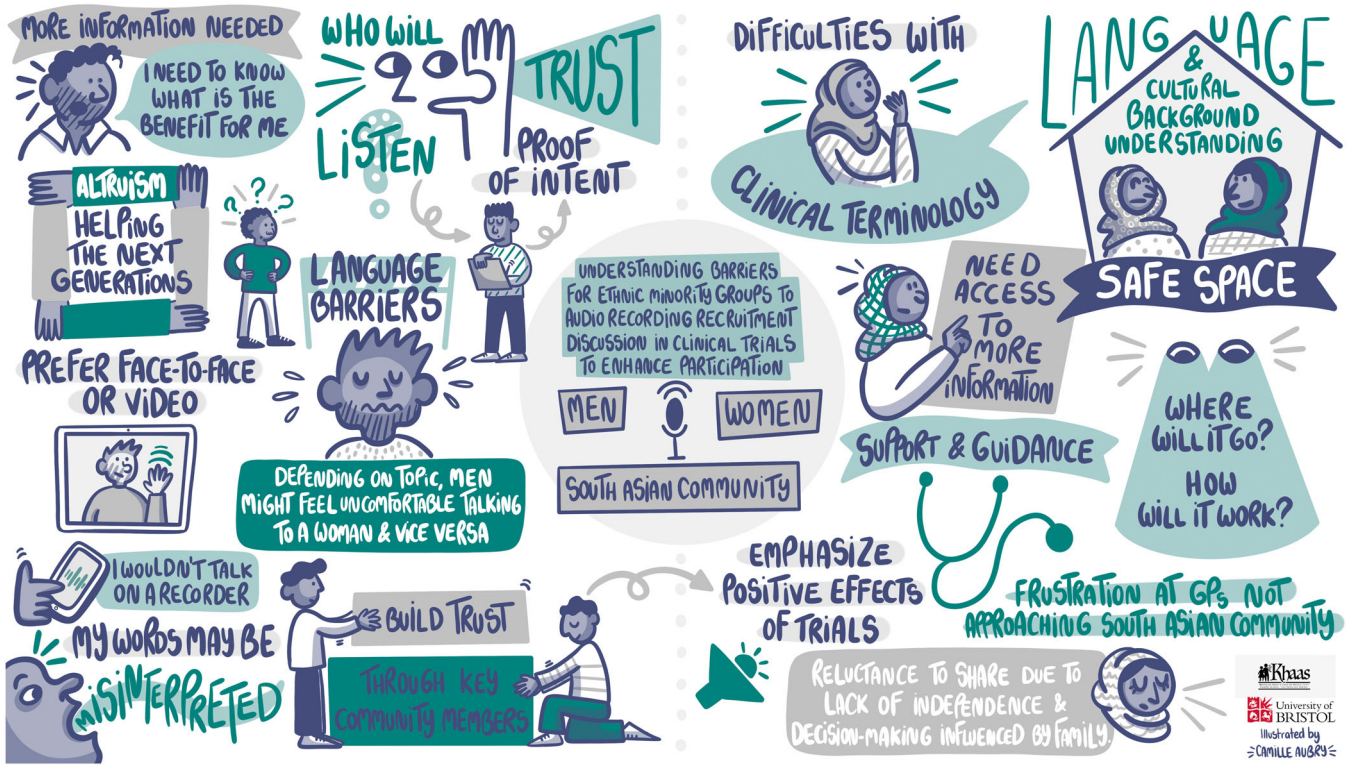 MORE INFORMATION NEEDED
I NEED TO KNOW
WHAT IS THE
BENEFIT FOR ME
WHO WILL
LISTEN
TRUST
PROOF
OF INTENT
ALTRUISM
HELPING
THE NEXT
GENERATIONS
? ? ?
LANGUAGE
BARRIERS
PREFER FACE-TO-FACE
OR VIDEO
DEPENDING ON TOPIC, MEN
MIGHT FEEL UNCOMFORTABLE TALKING
TO A WOMAN & VICE VERSA
I WOULDN'T TALK
ON A RECORDER
MY WORDS MAY BE
MISINTERPRETED
BUILD TRUST
THROUGH KEY
COMMUNITY MEMBERS
UNDERSTANDING BARRIERS
FOR ETHNIC MINORITY GROUPS TO
AUDIO RECORDING RECRUITMENT
DISCUSSION IN CLINICAL TRIALS
TO ENHANCE PARTICIPATION
MEN
WOMEN
SOUTH ASIAN COMMUNITY
DIFFICULTIES WITH
CLINICAL TERMINOLOGY
LANGUAGE
&
CULTURAL
BACKGROUND
UNDERSTANDING
SAFE SPACE
NEED
ACCESS
TO
MORE
INFORMATION
SUPPORT & GUIDANCE
WHERE
WILL IT GO?
HOW
WILL IT WORK?
EMPHASIZE
POSITIVE EFFECTS
OF TRIALS
FRUSTRATION AT GPs NOT
APPROACHING SOUTH ASIAN COMMUNITY
RELUCTANCE TO SHARE DUE TO
LACK OF INDEPENDENCE &
DECISION-MAKING INFLUENCED BY FAMILY.
Khaas
University of
BRISTOL
Illustrated by
CAMILLE AUBRY